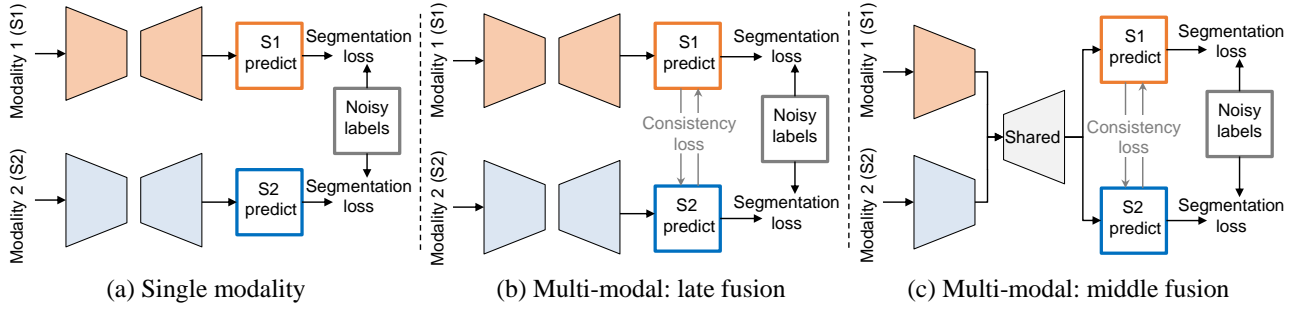 Modality 1 (S1)
S1
predict
Segmentation
loss
Noisy
labels
Modality 2 (S2)
S2
predict
Segmentation
loss
(a) Single modality
Modality 1 (S1)
S1
predict
Segmentation
loss
Consistency
loss
Noisy
labels
Modality 2 (S2)
S2
predict
Segmentation
loss
(b) Multi-modal: late fusion
Modality 1 (S1)
Shared
S1
predict
Segmentation
loss
Consistency
loss
Noisy
labels
Modality 2 (S2)
S2
predict
Segmentation
loss
(c) Multi-modal: middle fusion